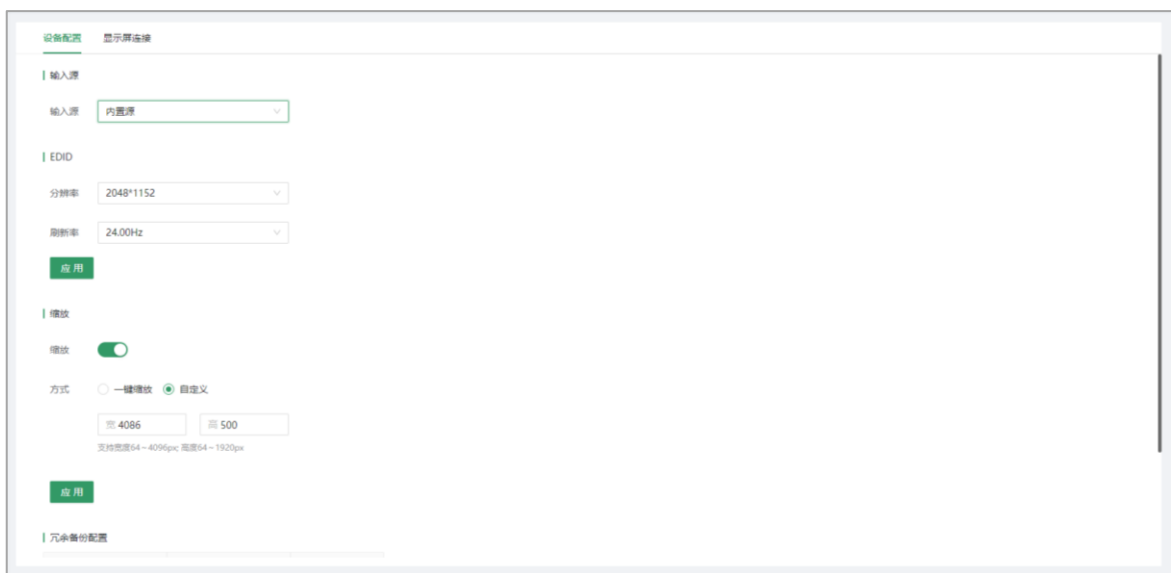 设备配置 显示屏连接
输入源
输入源 内置源
EDID
分辨率 2048*1152
刷新率 24.00Hz
应用
缩放
缩放
方式 一键缩放 自定义
宽 4086 高 500
支持宽度64~4096px; 高度64~1920px
应用
冗余备份配置